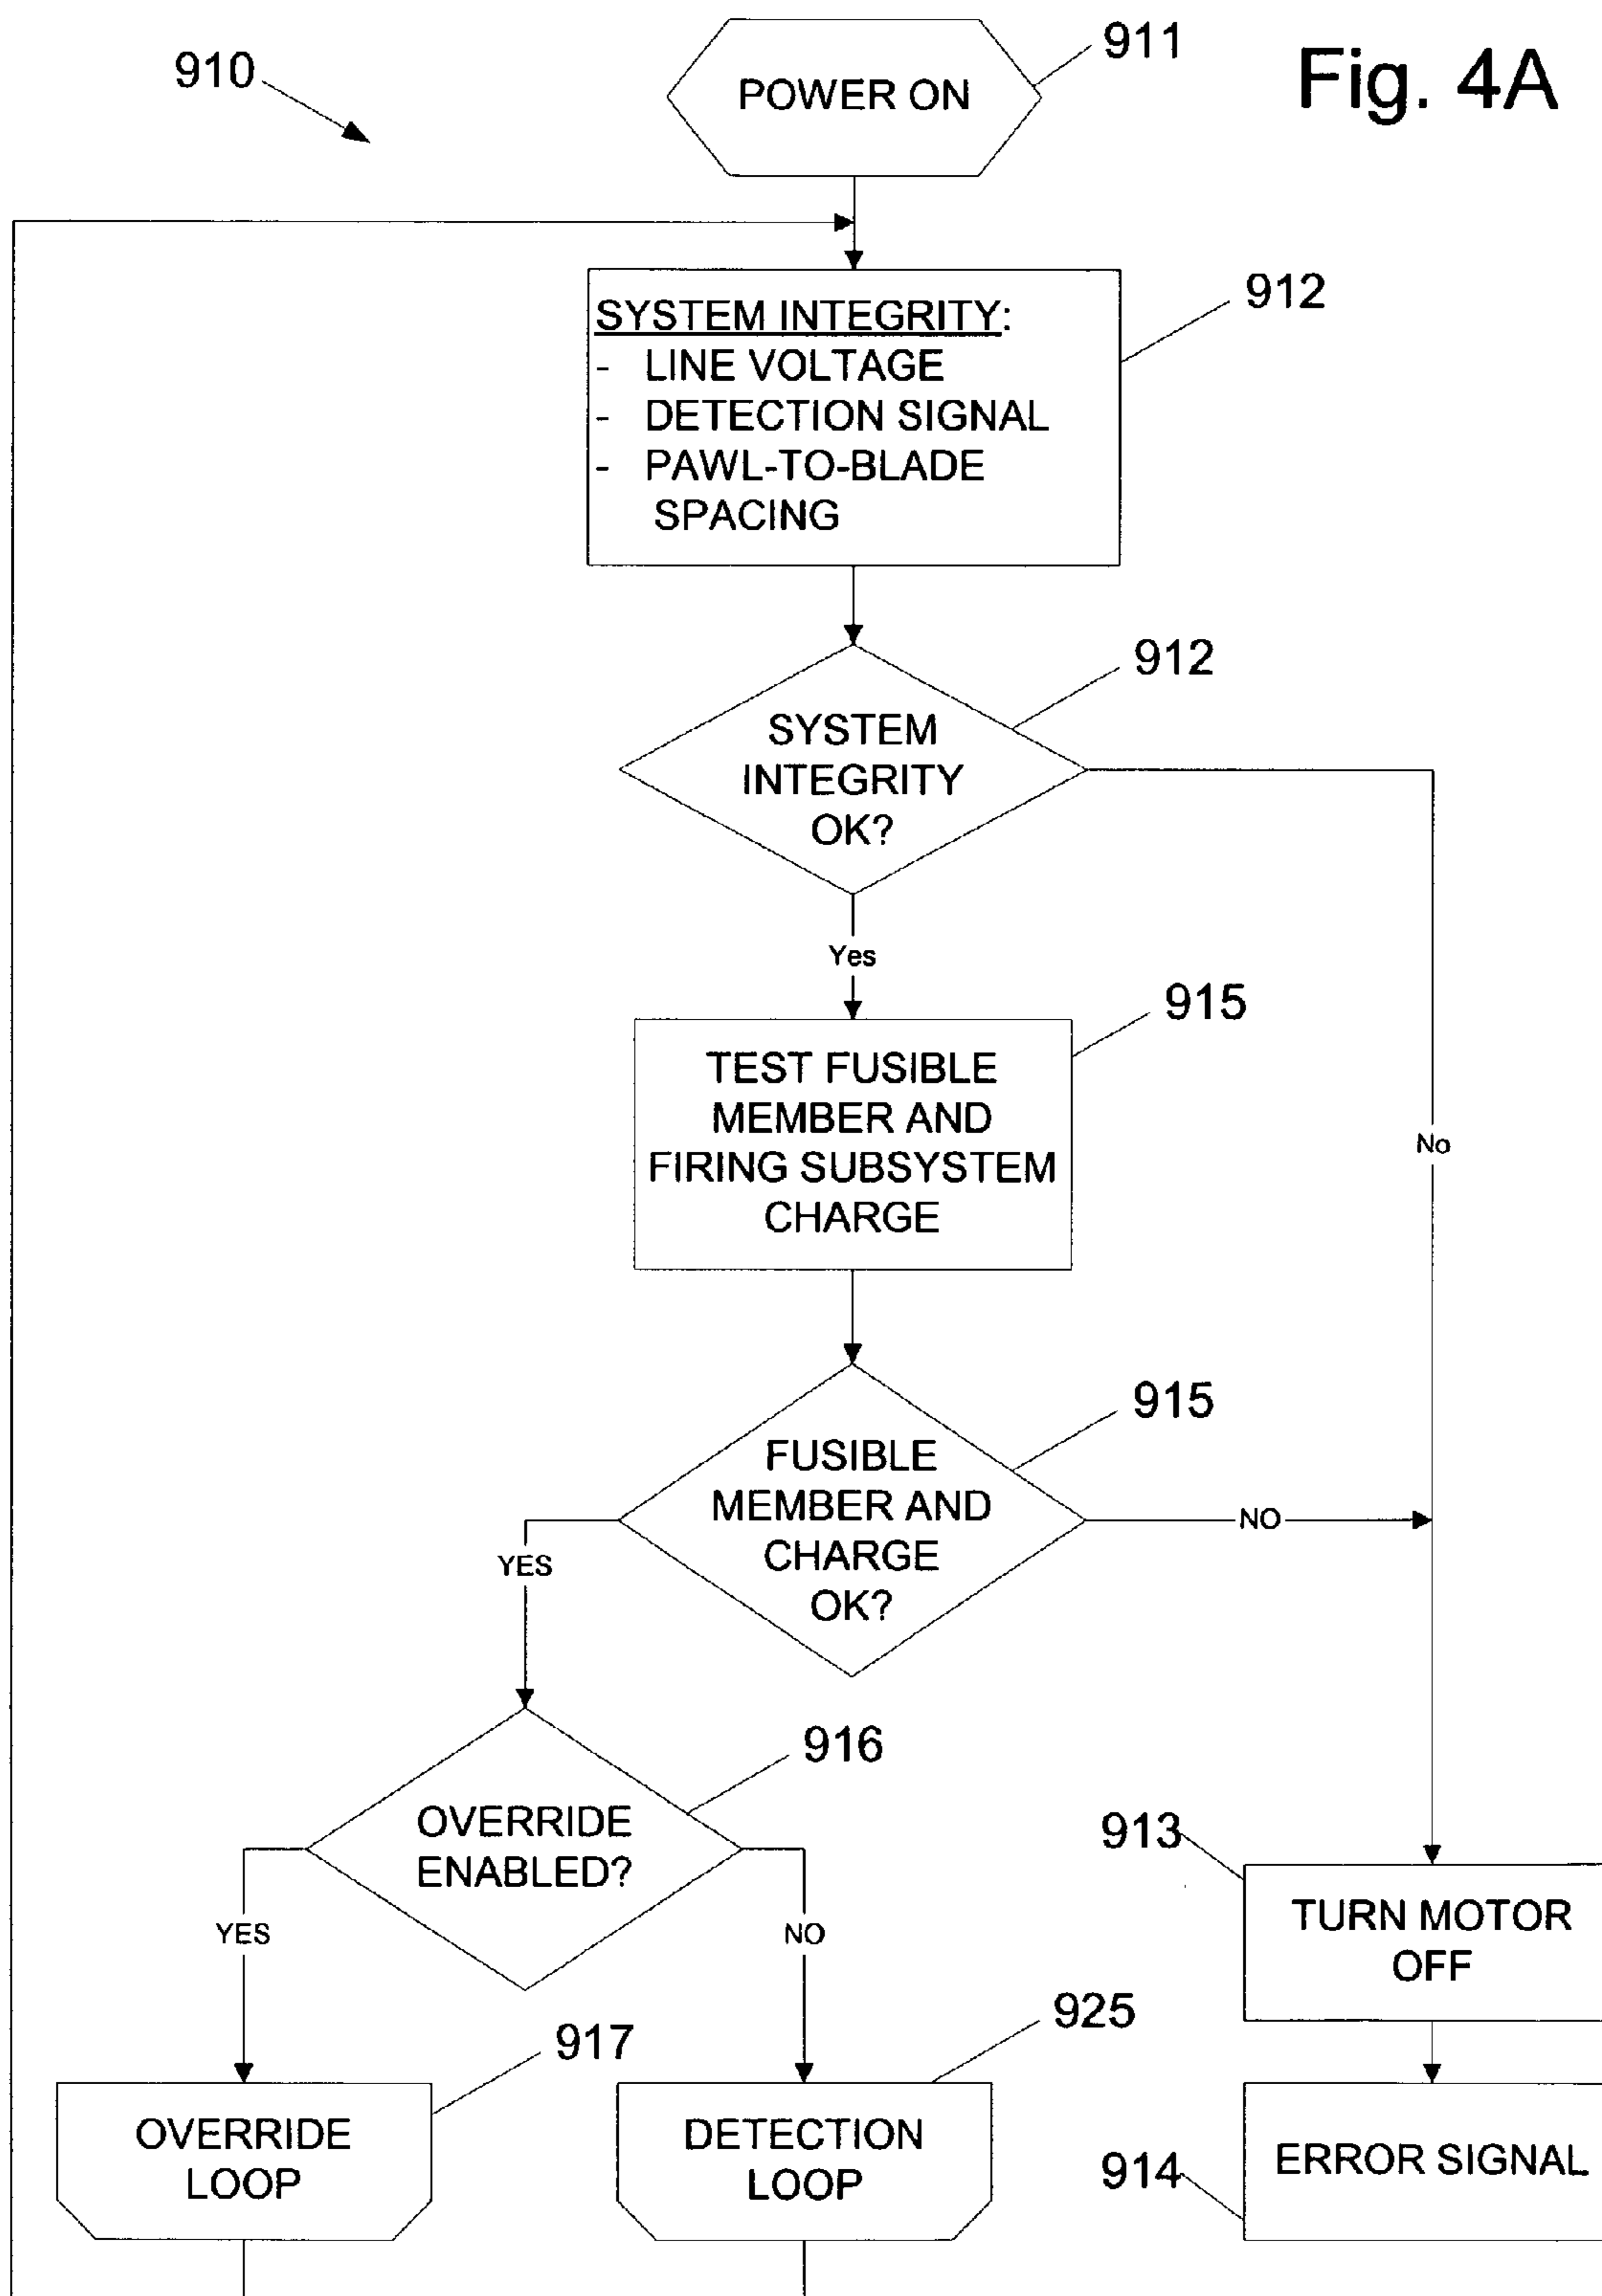 Fig. 4A
910
911
POWER ON
912
SYSTEM INTEGRITY:
- LINE VOLTAGE
- DETECTION SIGNAL
- PAWL-TO-BLADE
SPACING
912
SYSTEM
INTEGRITY
OK?
Yes
No
915
TEST FUSIBLE
MEMBER AND
FIRING SUBSYSTEM
CHARGE
915
FUSIBLE
MEMBER AND
CHARGE
OK?
NO
YES
916
OVERRIDE
ENABLED?
YES
NO
913
TURN MOTOR
OFF
917
OVERRIDE
LOOP
925
DETECTION
LOOP
914
ERROR SIGNAL